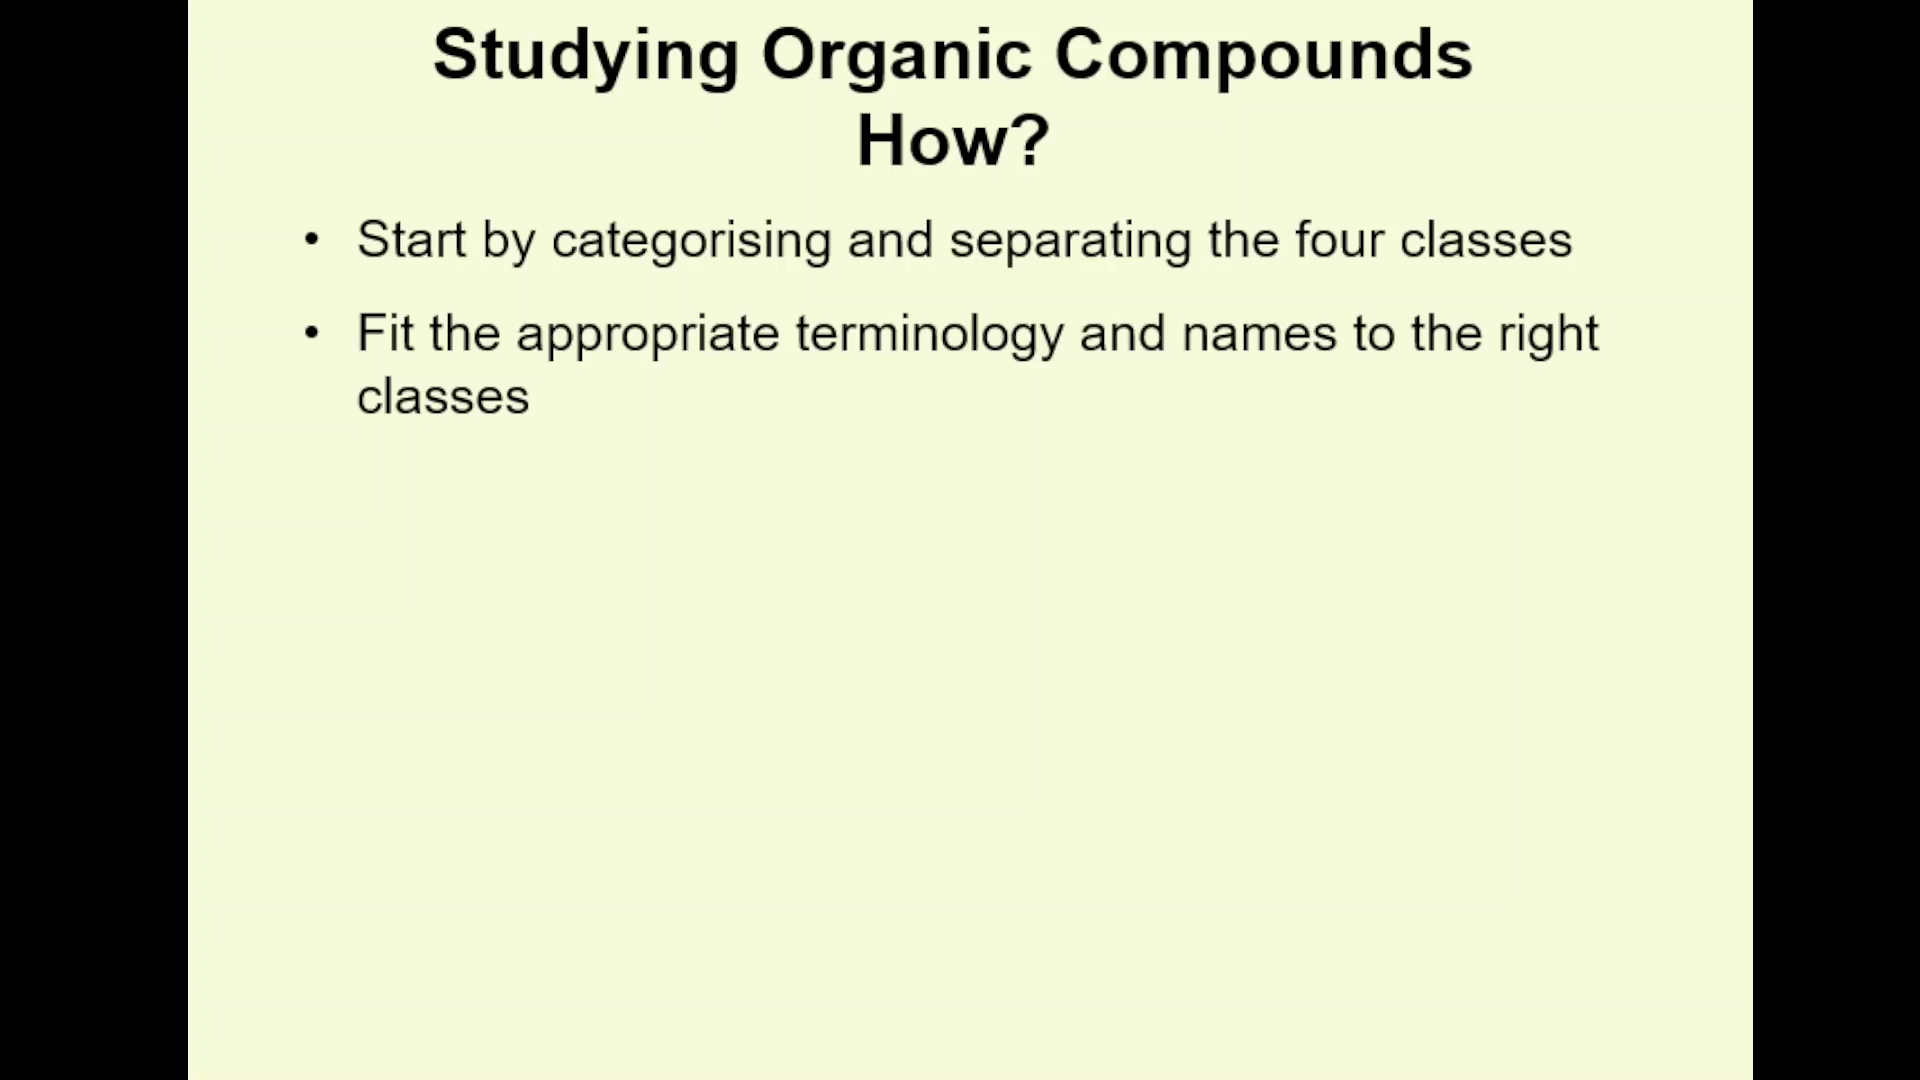 Studying Organic Compounds
How?
• Start by categorising and separating the four classes
• Fit the appropriate terminology and names to the right
classes